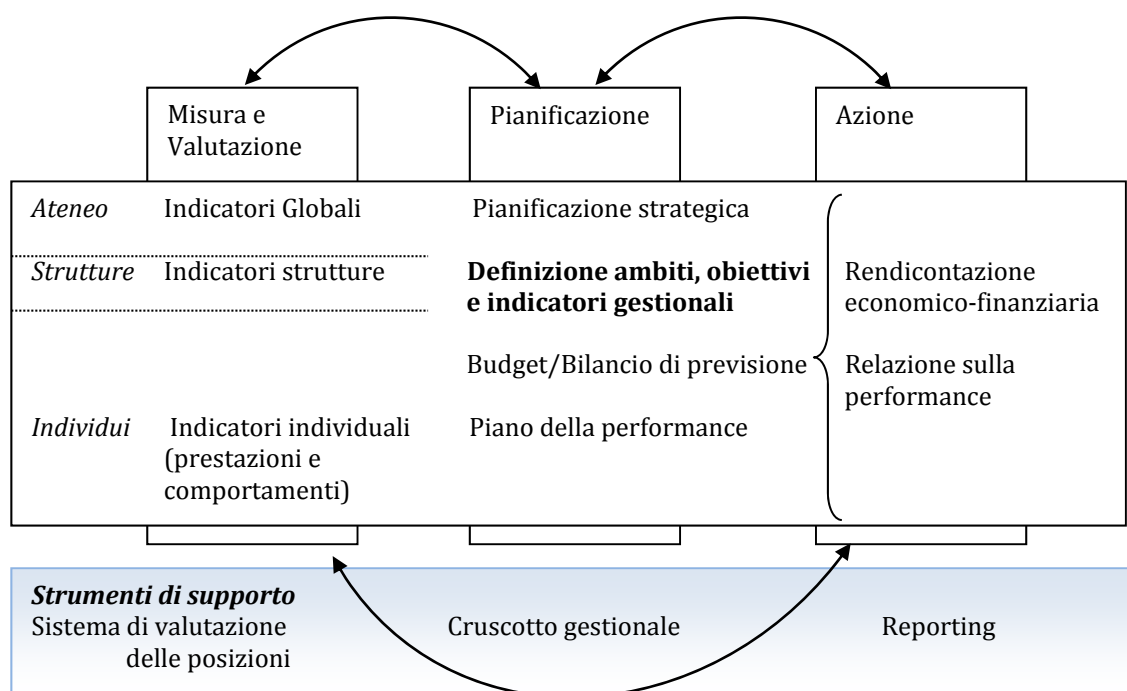 Misura e
Valutazione
Pianificazione
Azione
Ateneo
Indicatori Globali
Pianificazione strategica
Strutture
Indicatori strutture
Definizione ambiti, obiettivi
e indicatori gestionali
Rendicontazione
economico-finanziaria
Budget/Bilancio di previsione
Relazione sulla
performance
Individui
Indicatori individuali
(prestazioni e
comportamenti)
Piano della performance
Strumenti di supporto
Sistema di valutazione
delle posizioni
Cruscotto gestionale
Reporting